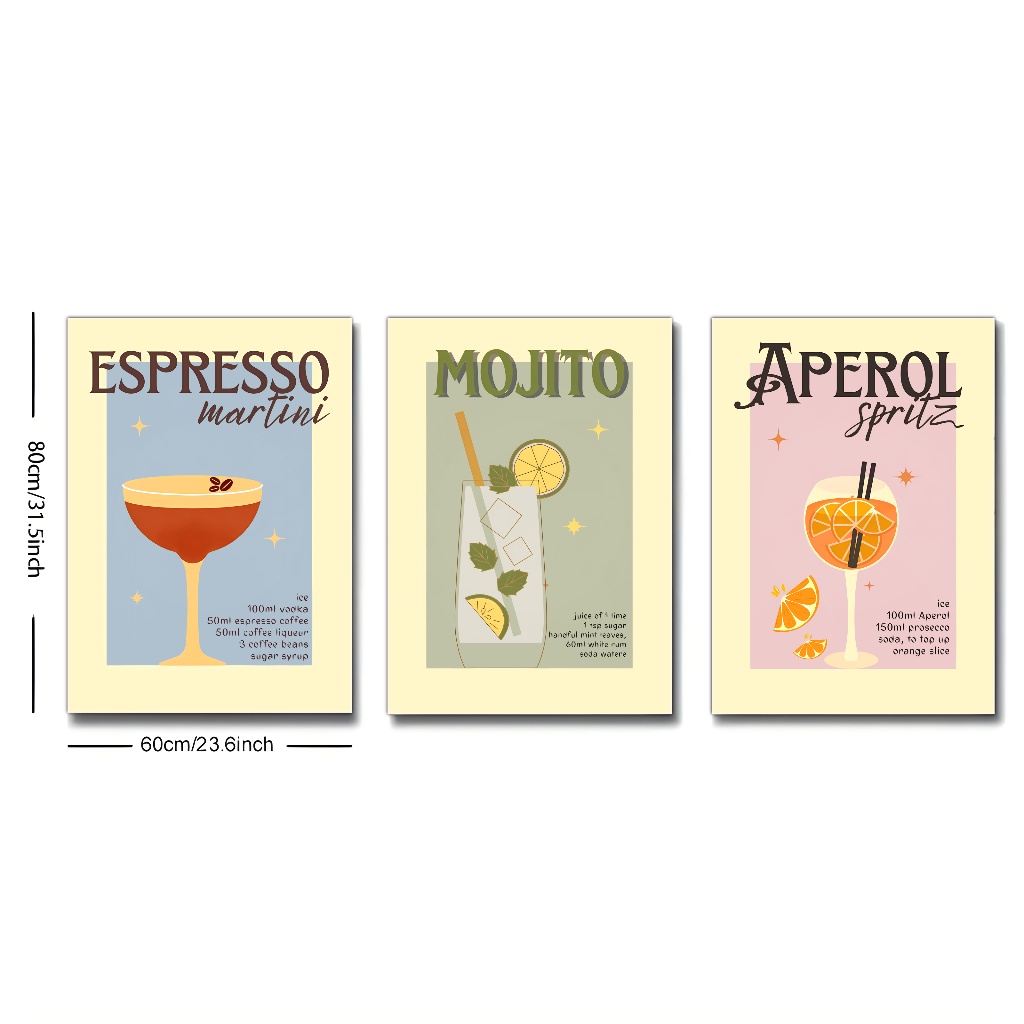 80cm/31.5inch
60cm/23.6inch
ESPRESSO
martini
ice
100ml vodka
50ml espresso coffee
50ml coffee liqueur
3 coffee beans
sugar syrup
MOJITO
juice of 1 lime
1 tsp sugar
handful mint leaves,
60ml white rum
soda watere
APEROL
spritz
ice
100ml Aperol
150ml prosecco
soda, to top up
orange slice